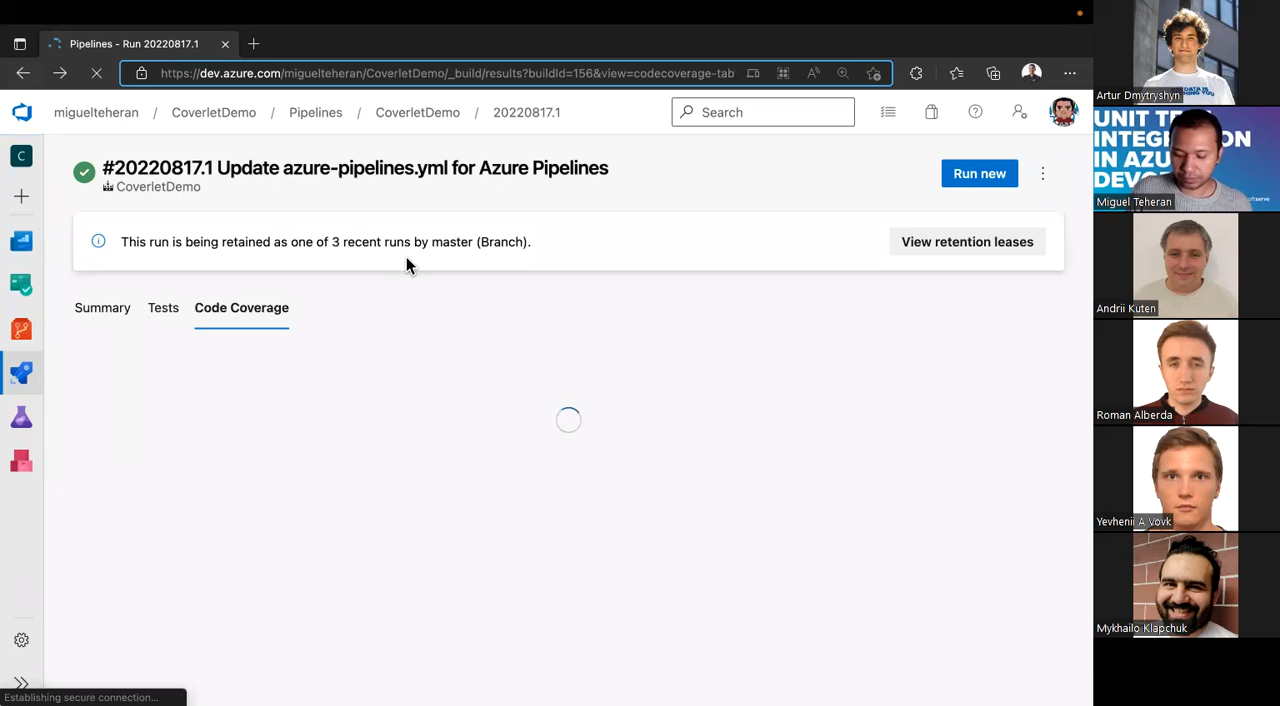 Pipelines - Run 20220817.1
https://dev.azure.com/miguelteheran/CoverletDemo/_build/results?buildId=156&view=codecoverage-tab
miguelteheran / CoverletDemo / Pipelines / CoverletDemo 20220817.1
Search
C
#20220817.1 Update azure-pipelines.yml for Azure Pipelines
CoverletDemo
Run new
This run is being retained as one of 3 recent runs by master (Branch).
View retention leases
Summary
Tests
Code Coverage
Establishing secure connection...
Artur Dmytryshyn
UNIT TE
INTEGR ION
IN AZU
DEVO
Miguel Teheran
Andrii Kuten
Roman Alberda
Yevhenii A Vovk
Mykhailo Klapchuk